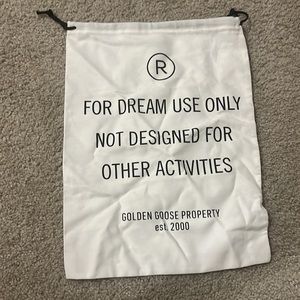 R
FOR DREAM USE ONLY
NOT DESIGNED FOR
OTHER ACTIVITIES
GOLDEN GOOSE PROPERTY
est. 2000